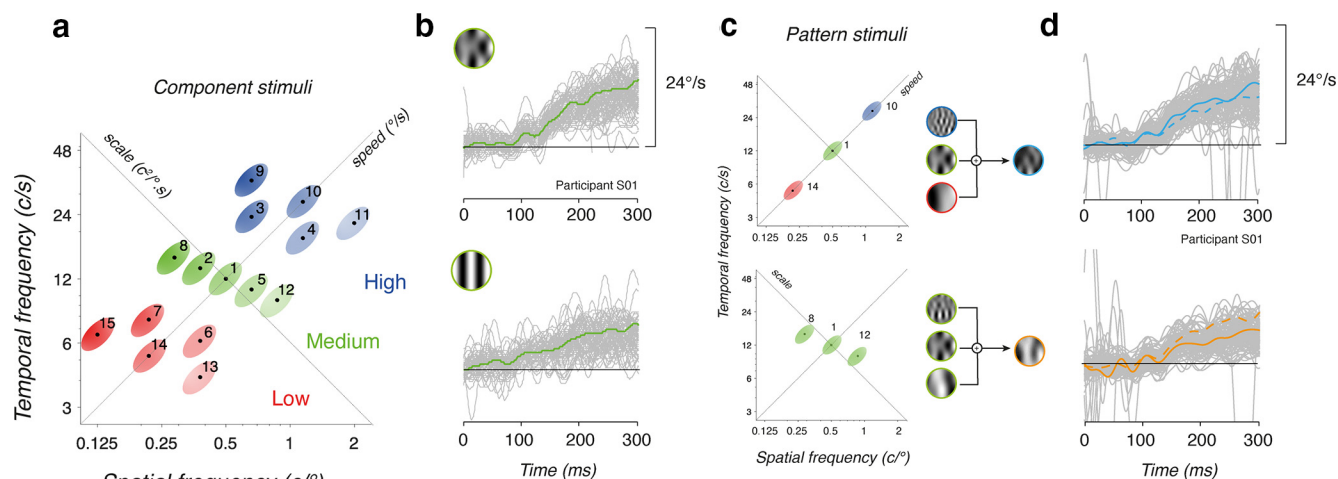 a
Component stimuli
scale (c²/°.s)
speed (°/s)
Temporal frequency (c/s)
48
24
12
6
3
9
10
3
11
4
8
2
1
5
12
15
7
14
6
13
High
Medium
Low
0.125 0.25 0.5 1 2
Spatial frequency (c/°)
b
24°/s
Participant S01
0 100 200 300
0 100 200 300
Time (ms)
c
Pattern stimuli
speed
Temporal frequency (c/s)
24
12
6
3
10
1
14
0.125 0.25 0.5 1 2
scale
48
24
12
6
3
8
1
12
0.125 0.25 0.5 1 2
Spatial frequency (c/°)
d
24°/s
0 100 200 300
Participant S01
0 100 200 300
Time (ms)